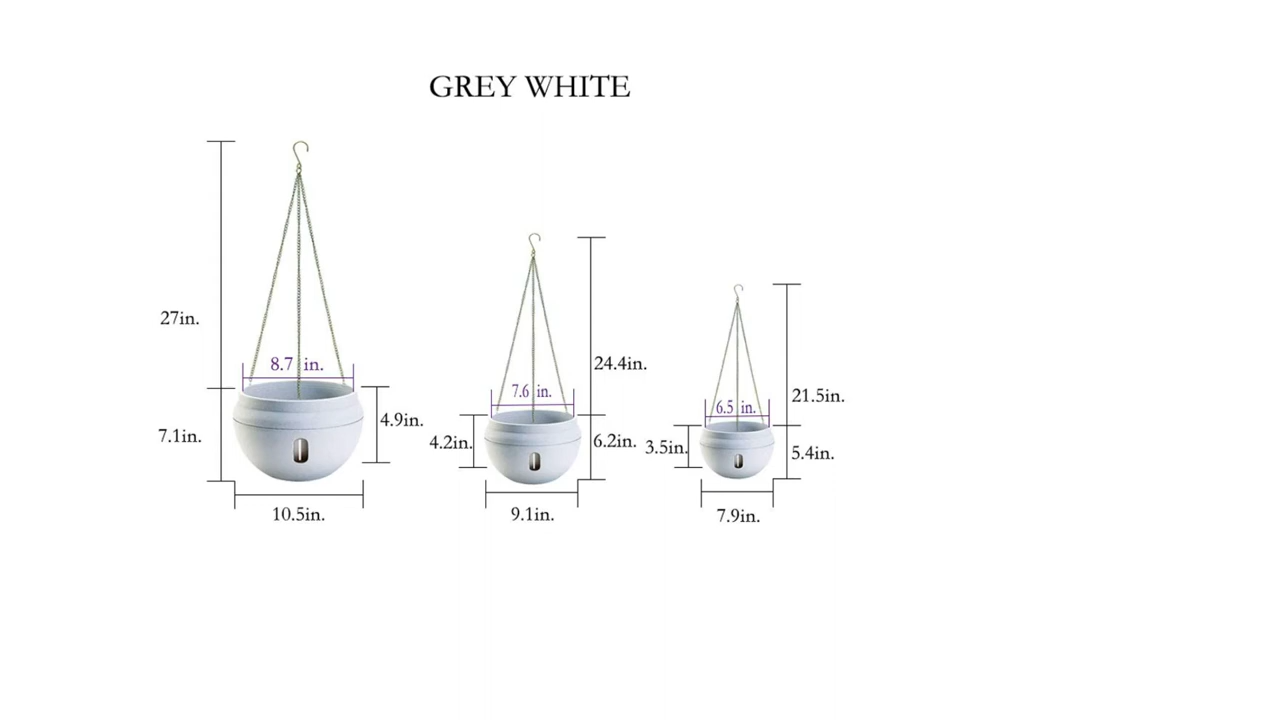 GREY WHITE
27in.
8.7 in.
7.1in.
4.9in.
10.5in.
24.4in.
7.6 in.
4.2in.
6.2in.
9.1in.
21.5in.
6.5 in.
3.5in.
5.4in.
7.9in.